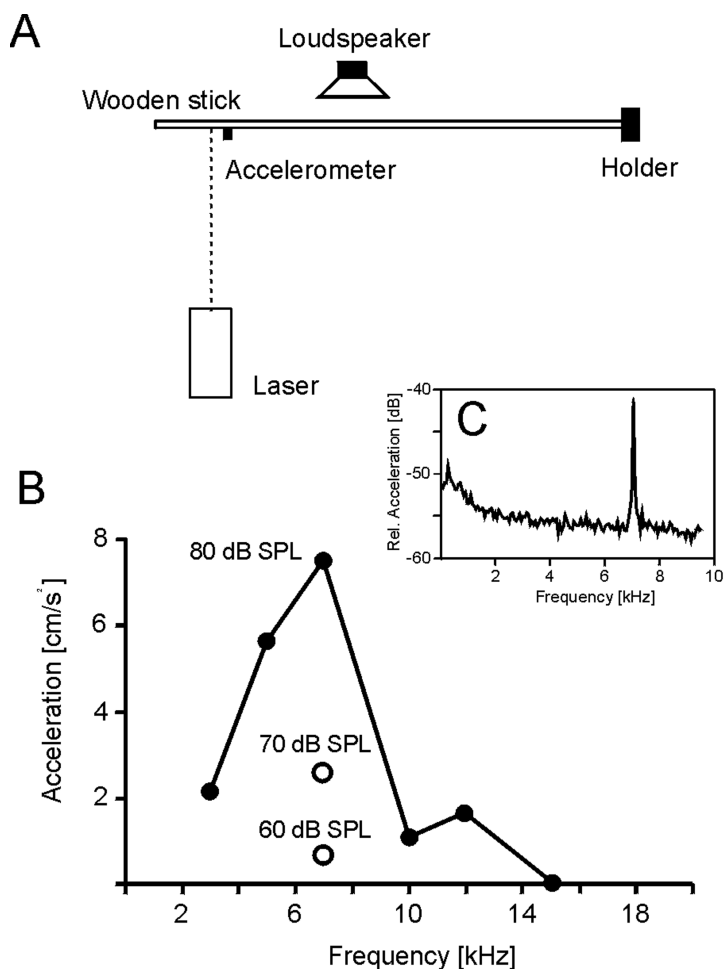 A
Loudspeaker
Wooden stick
Accelerometer
Holder
Laser
C
-40
-50
-60
Rel. Acceleration [dB]
2 4 6 8 10
Frequency [kHz]
B
8
6
4
2
Acceleration [cm/s²]
80 dB SPL
70 dB SPL
60 dB SPL
2 6 10 14 18
Frequency [kHz]